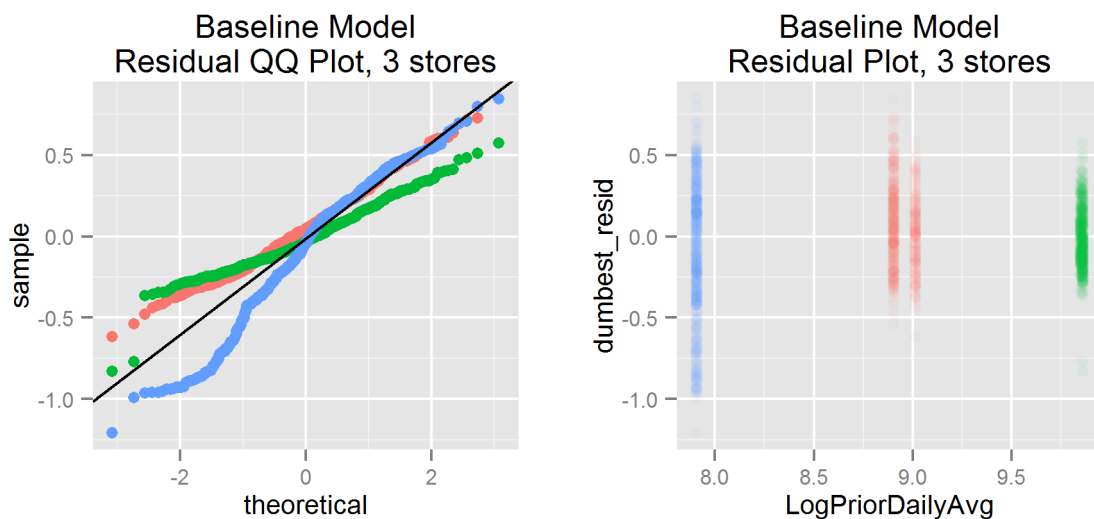 Baseline Model
Residual QQ Plot, 3 stores
0.5
0.0
-0.5
-1.0
sample
-2
0
2
theoretical
Baseline Model
Residual Plot, 3 stores
0.5
0.0
-0.5
-1.0
dumbest_resid
8.0
8.5
9.0
9.5
LogPriorDailyAvg